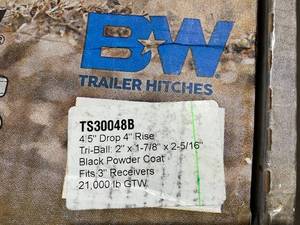 B★W
TRAILER HITCHES
TS30048B
4.5" Drop 4" Rise
Tri-Ball: 2" x 1-7/8" x 2-5/16"
Black Powder Coat
Fits 3" Receivers
21,000 lb GTW